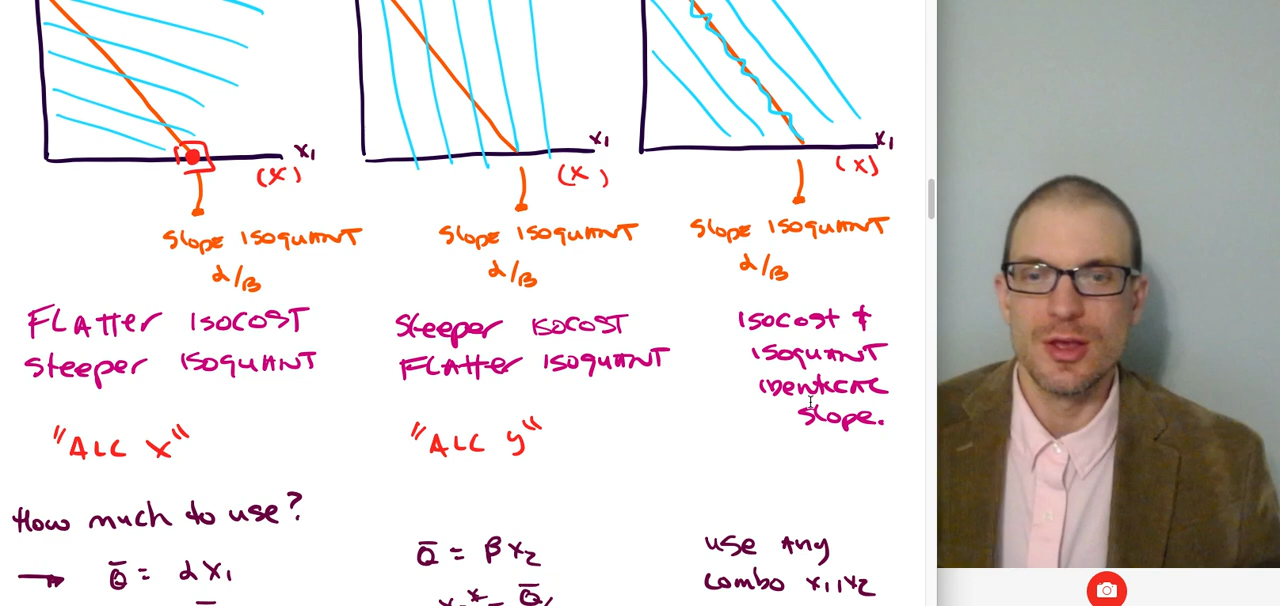 x₁ x₁ x₁
(x) (x) (x)
Slope ISOQUANT Slope ISOQUANT Slope ISOQUANT
α/β α/β α/β
FLATTER ISOCOST Steeper ISOCOST ISOCOST &
Steeper ISOQUANT FLATTER ISOQUANT ISOQUANT
IDENTICAL
Slope.
"ALL X" "ALL Y"
How much to use?
Q̄ = αx₁ Q̄ = βx₂ use any
combo x₁, x₂